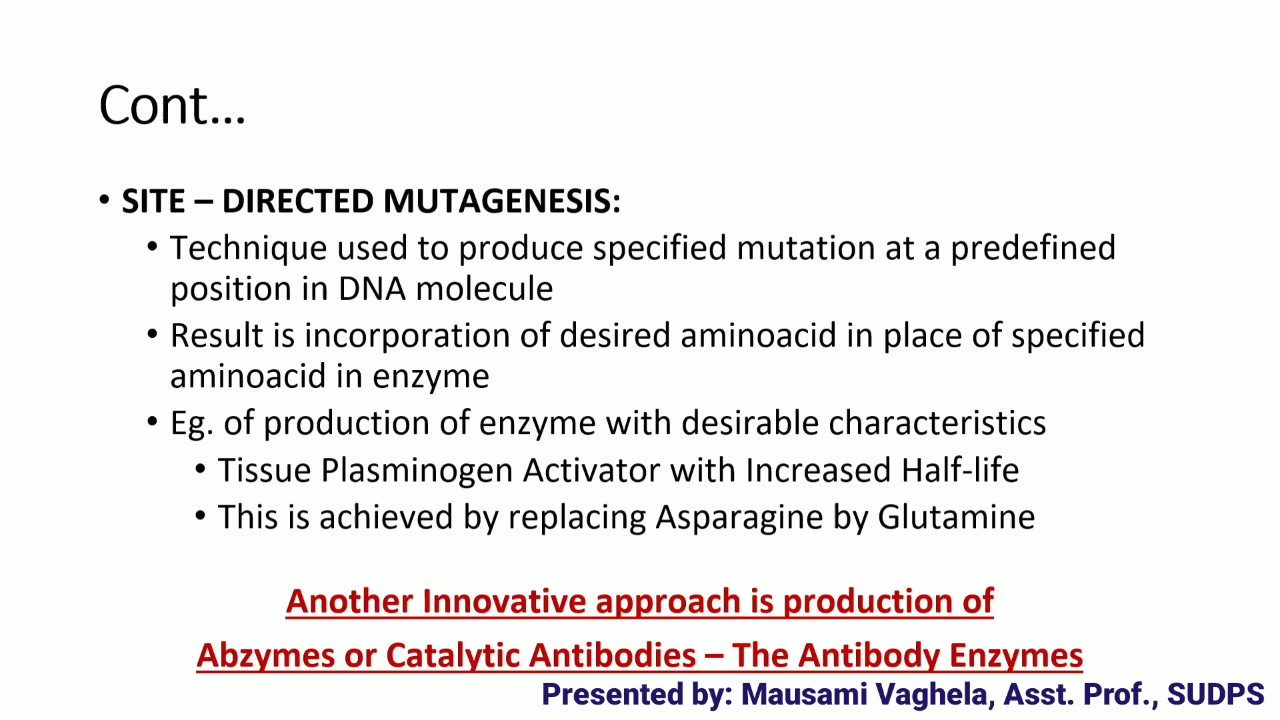 Cont...
• SITE – DIRECTED MUTAGENESIS:
• Technique used to produce specified mutation at a predefined
position in DNA molecule
• Result is incorporation of desired aminoacid in place of specified
aminoacid in enzyme
• Eg. of production of enzyme with desirable characteristics
• Tissue Plasminogen Activator with Increased Half-life
• This is achieved by replacing Asparagine by Glutamine
Another Innovative approach is production of
Abzymes or Catalytic Antibodies – The Antibody Enzymes
Presented by: Mausami Vaghela, Asst. Prof., SUDPS